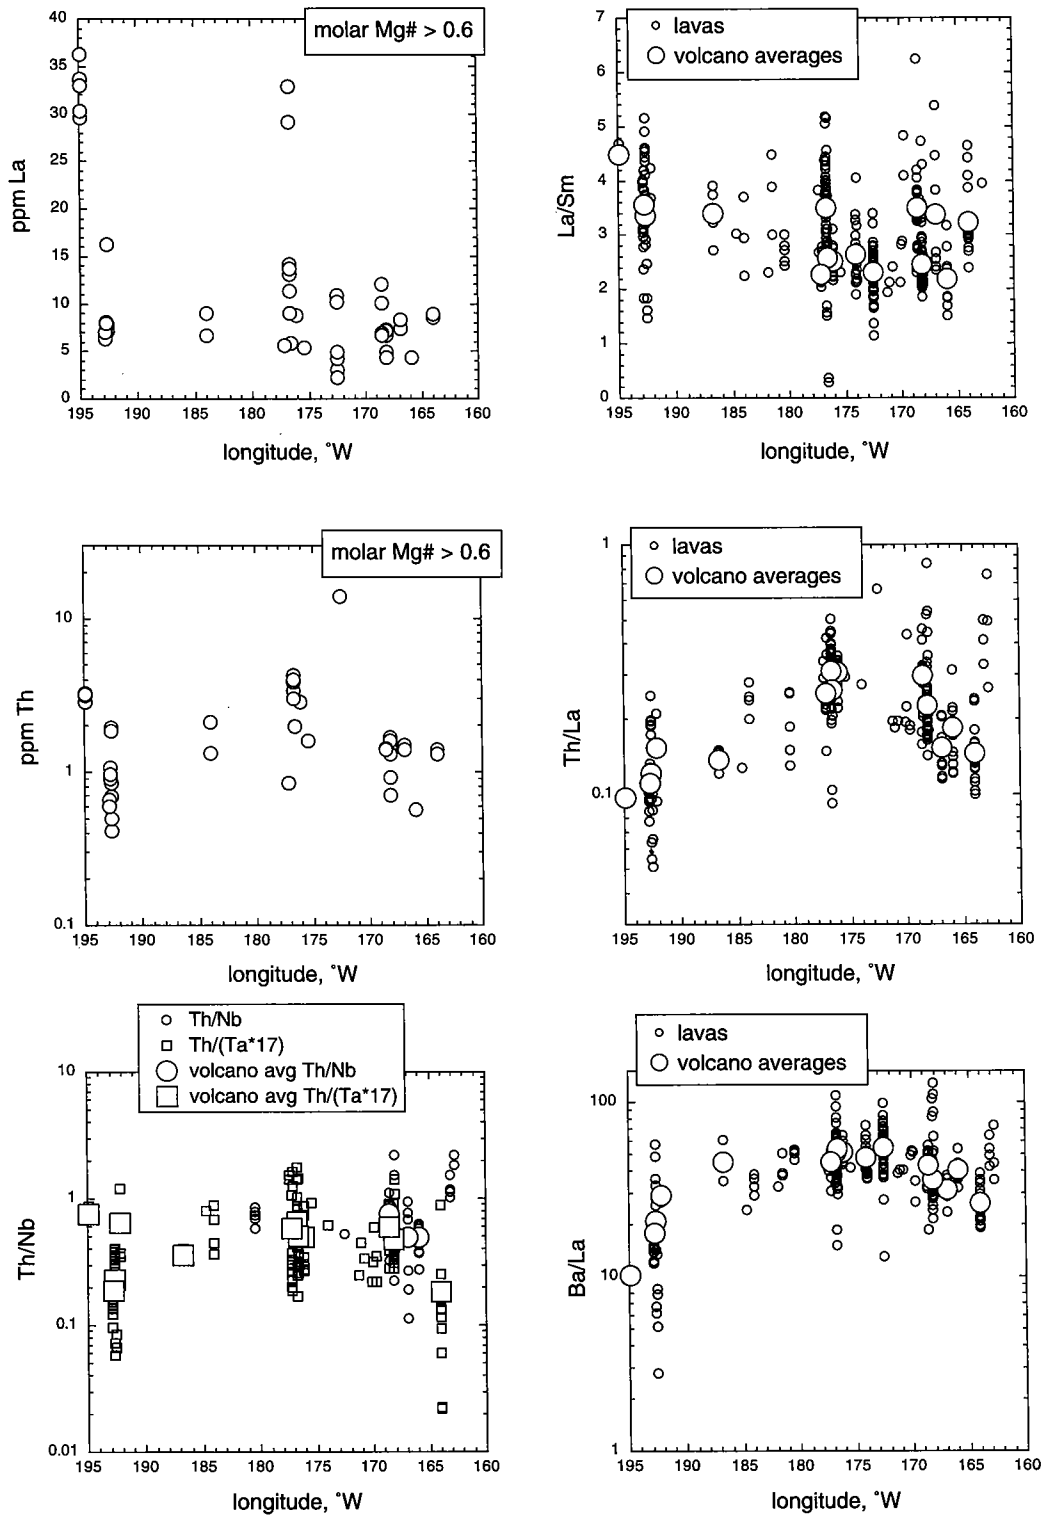 molar Mg# > 0.6
40
35
30
25
20
15
10
5
0
ppm La
195 190 185 180 175 170 165 160
longitude, °W
lavas
volcano averages
7
6
5
4
3
2
1
0
La/Sm
195 190 185 180 175 170 165 160
longitude, °W
molar Mg# > 0.6
10
1
0.1
ppm Th
195 190 185 180 175 170 165 160
longitude, °W
lavas
volcano averages
1
0.1
Th/La
195 190 185 180 175 170 165 160
longitude, °W
Th/Nb
Th/(Ta*17)
volcano avg Th/Nb
volcano avg Th/(Ta*17)
10
1
0.1
0.01
Th/Nb
195 190 185 180 175 170 165 160
longitude, °W
lavas
volcano averages
100
10
1
Ba/La
195 190 185 180 175 170 165 160
longitude, °W